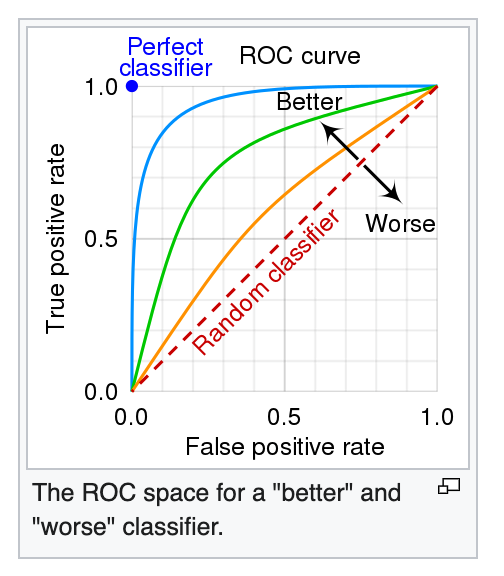 Perfect
classifier
ROC curve
1.0
Better
True positive rate
0.5
Worse
Random classifier
0.0
0.0 0.5 1.0
False positive rate
The ROC space for a "better" and
"worse" classifier.